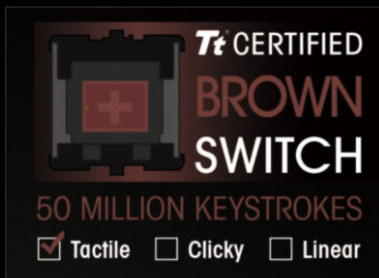 Tt CERTIFIED
BROWN
SWITCH
50 MILLION KEYSTROKES
Tactile Clicky Linear